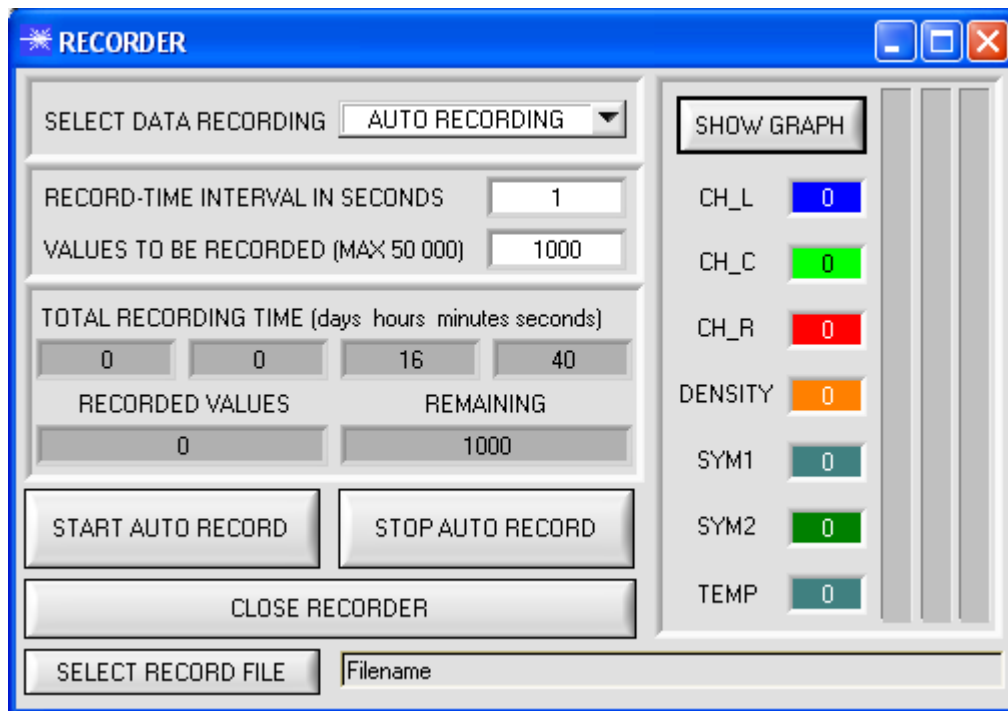 RECORDER
SELECT DATA RECORDING AUTO RECORDING
RECORD-TIME INTERVAL IN SECONDS 1
VALUES TO BE RECORDED (MAX 50 000) 1000
TOTAL RECORDING TIME (days hours minutes seconds)
0 0 16 40
RECORDED VALUES REMAINING
0 1000
START AUTO RECORD STOP AUTO RECORD
CLOSE RECORDER
SELECT RECORD FILE Filename
SHOW GRAPH
CH_L 0
CH_C 0
CH_R 0
DENSITY 0
SYM1 0
SYM2 0
TEMP 0